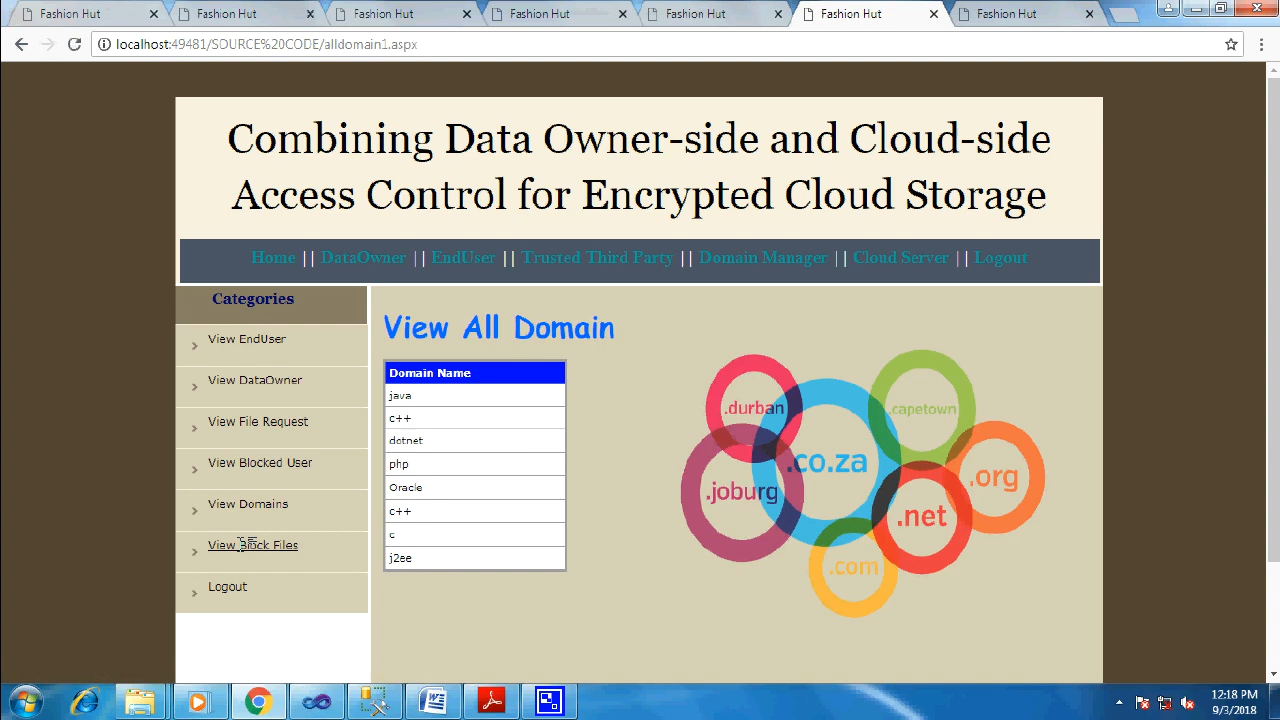 Fashion Hut Fashion Hut Fashion Hut Fashion Hut Fashion Hut Fashion Hut Fashion Hut
localhost:49481/SOURCE%20CODE/alldomain1.aspx
Combining Data Owner-side and Cloud-side
Access Control for Encrypted Cloud Storage
Home || DataOwner || EndUser || Trusted Third Party || Domain Manager || Cloud Server || Logout
Categories
View EndUser
View DataOwner
View File Request
View Blocked User
View Domains
View Block Files
Logout
View All Domain
Domain Name
java
c++
dotnet
php
Oracle
c++
c
j2ee
.durban
.capetown
.co.za
.joburg
.org
.net
.com
12:18 PM
9/3/2018